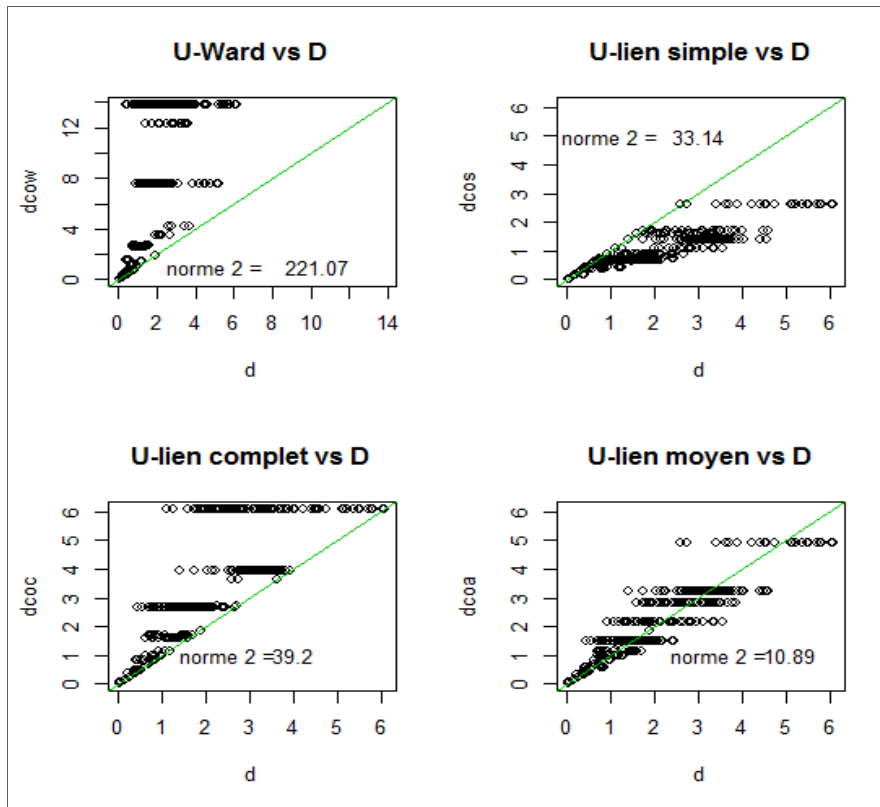 U-Ward vs D
dcow
12
8
4
0
norme 2 = 221.07
0 2 4 6 8 10 14
d
U-lien simple vs D
dcos
6
5
4
3
2
1
0
norme 2 = 33.14
0 1 2 3 4 5 6
d
U-lien complet vs D
dcoc
6
5
4
3
2
1
0
norme 2 =39.2
0 1 2 3 4 5 6
d
U-lien moyen vs D
dcoa
6
5
4
3
2
1
0
norme 2 =10.89
0 1 2 3 4 5 6
d